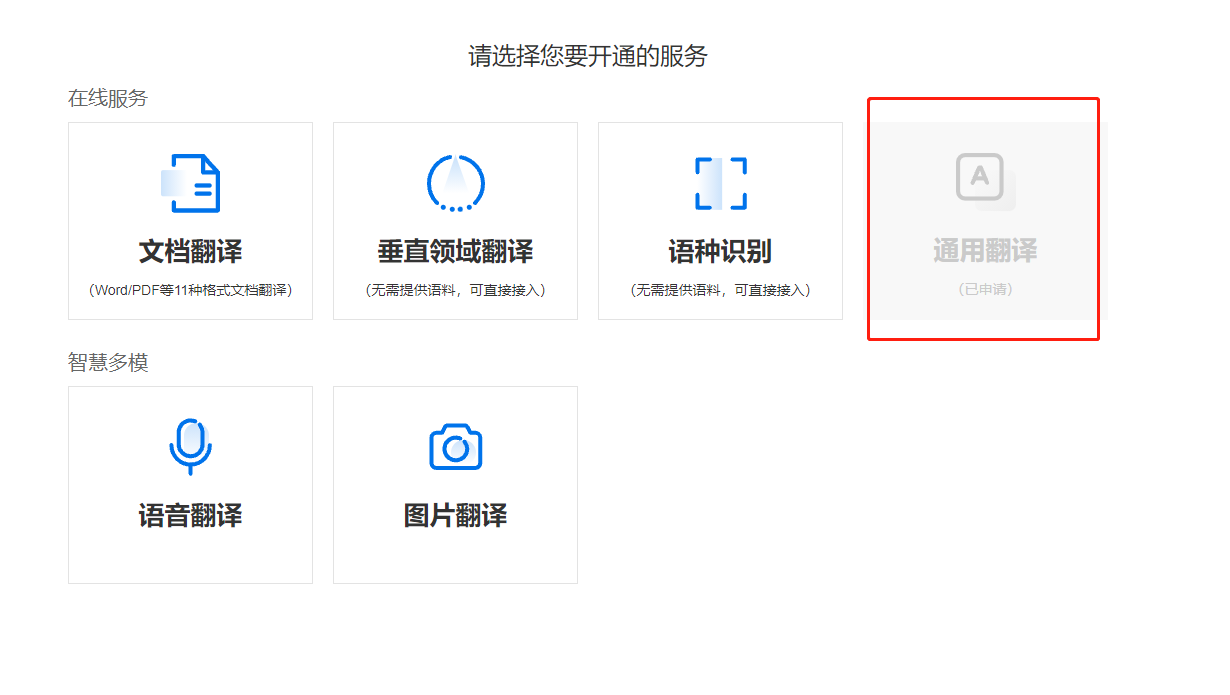 请选择您要开通的服务
在线服务
文档翻译
（Word/PDF等11种格式文档翻译）
垂直领域翻译
（无需提供语料，可直接接入）
语种识别
（无需提供语料，可直接接入）
A
通用翻译
（已申请）
智慧多模
语音翻译
图片翻译